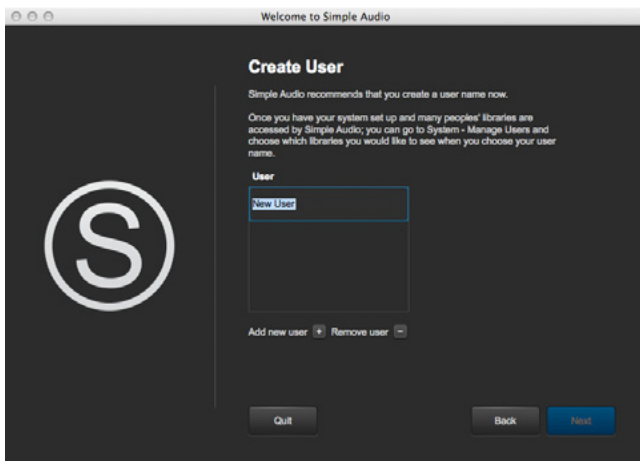 Welcome to Simple Audio
Create User
Simple Audio recommends that you create a user name now.
Once you have your system set up and many peoples' libraries are
accessed by Simple Audio; you can go to System - Manage Users and
choose which libraries you would like to see when you choose your user
name.
User
New User
S
Add new user + Remove user -
Quit Back Next